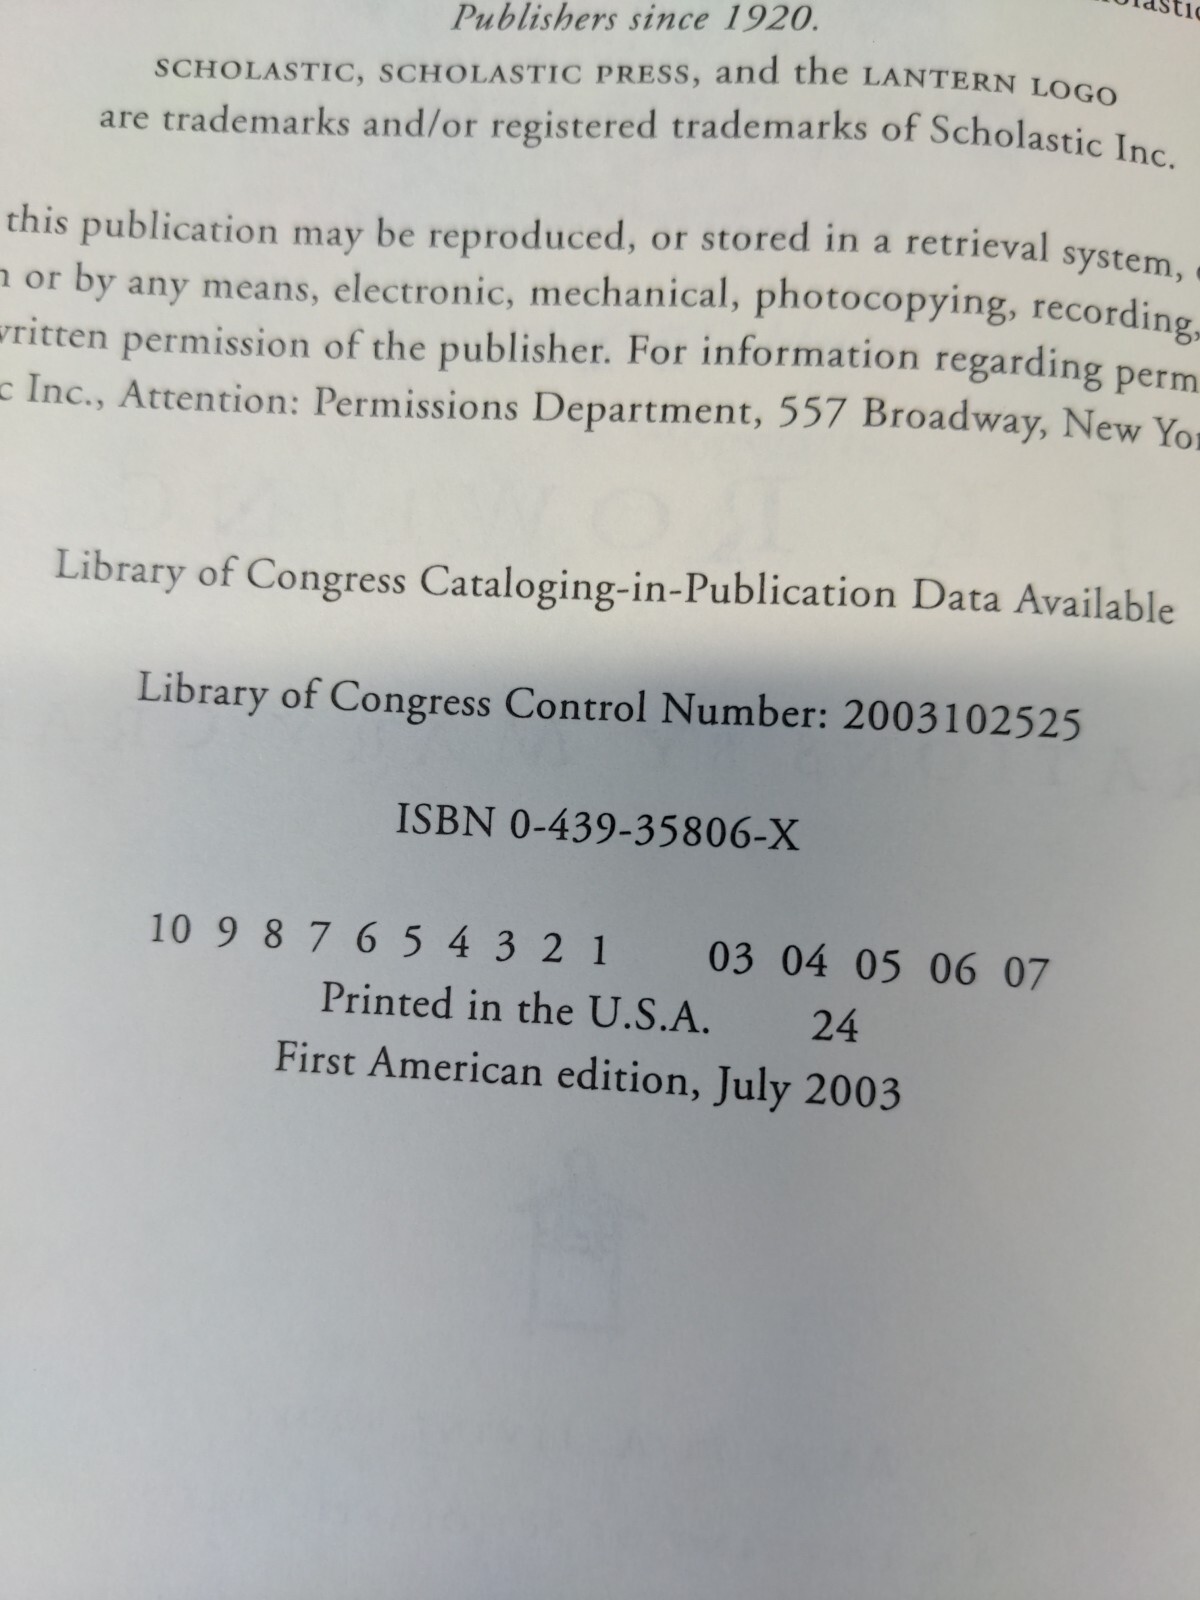 Publishers since 1920.
SCHOLASTIC, SCHOLASTIC PRESS, and the LANTERN LOGO
are trademarks and/or registered trademarks of Scholastic Inc.
this publication may be reproduced, or stored in a retrieval system,
or by any means, electronic, mechanical, photocopying, recording,
written permission of the publisher. For information regarding perm
c Inc., Attention: Permissions Department, 557 Broadway, New Yor
Library of Congress Cataloging-in-Publication Data Available
Library of Congress Control Number: 2003102525
ISBN 0-439-35806-X
10 9 8 7 6 5 4 3 2 1 03 04 05 06 07
Printed in the U.S.A. 24
First American edition, July 2003